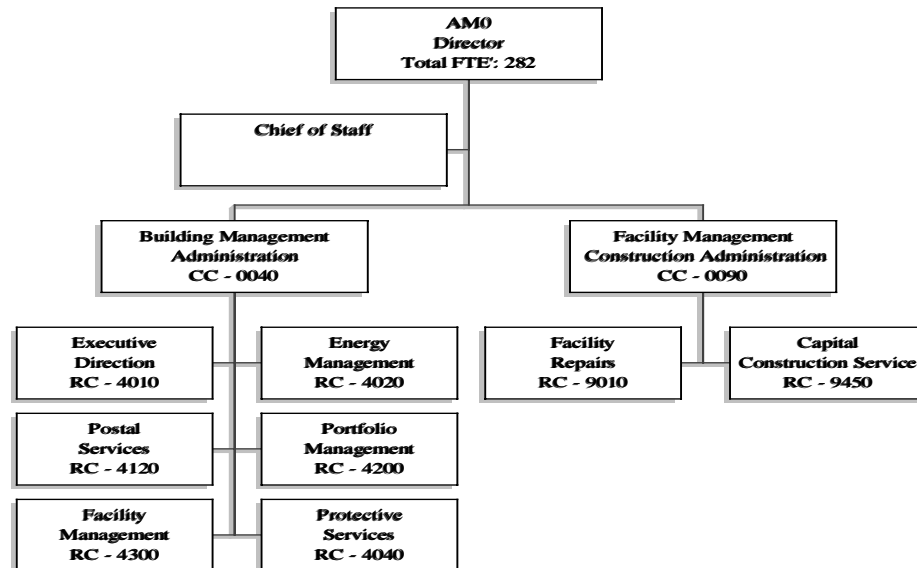 AM0
Director
Total FTE': 282
Chief of Staff
Building Management
Administration
CC - 0040
Facility Management
Construction Administration
CC - 0090
Executive
Direction
RC - 4010
Energy
Management
RC - 4020
Facility
Repairs
RC - 9010
Capital
Construction Service
RC - 9450
Postal
Services
RC - 4120
Portfolio
Management
RC - 4200
Facility
Management
RC - 4300
Protective
Services
RC - 4040